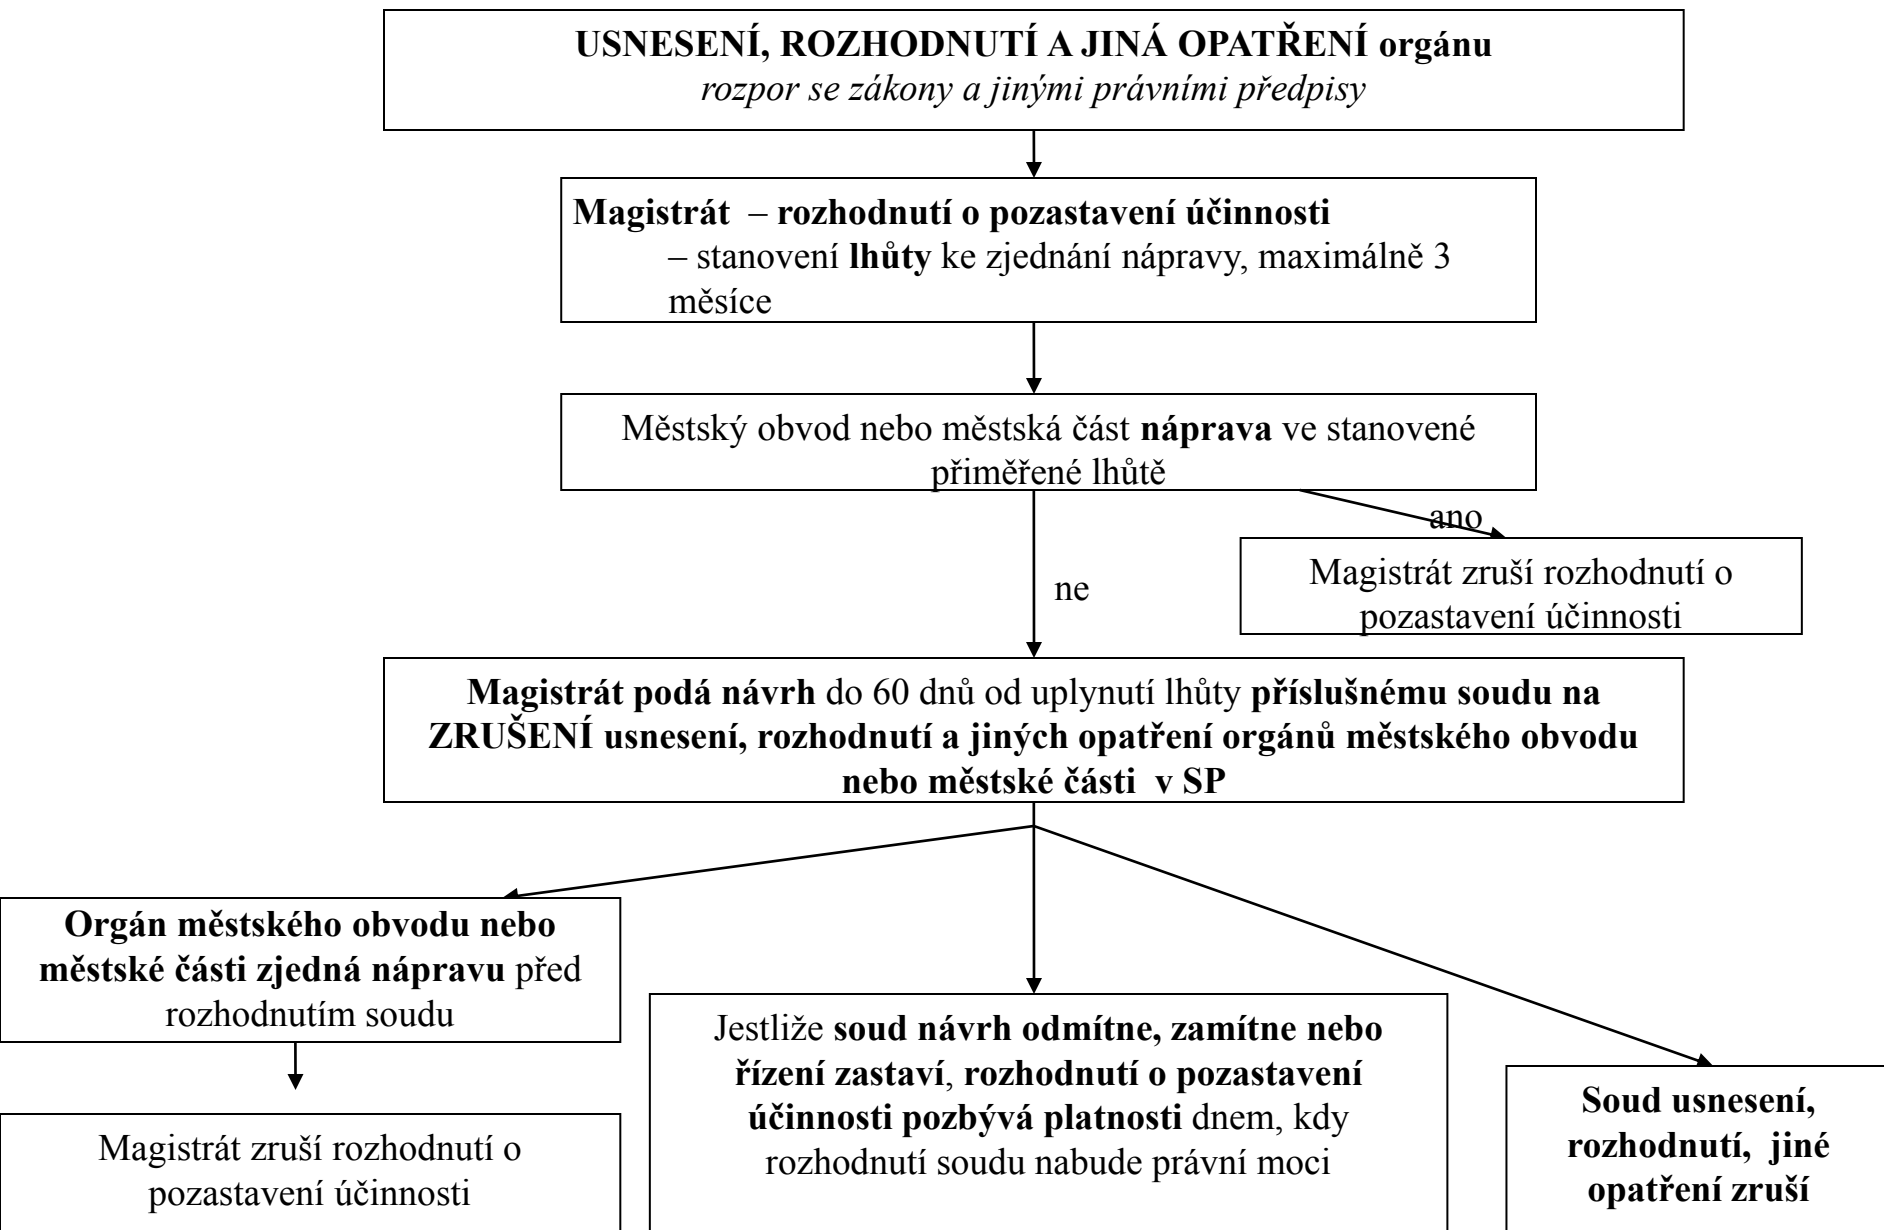 USNESENÍ, ROZHODNUTÍ A JINÁ OPATŘENÍ orgánu
rozpor se zákony a jinými právními předpisy
Magistrát – rozhodnutí o pozastavení účinnosti
– stanovení lhůty ke zjednání nápravy, maximálně 3
měsíce
Městský obvod nebo městská část náprava ve stanovené
přiměřené lhůtě
ano
Magistrát zruší rozhodnutí o
pozastavení účinnosti
ne
Magistrát podá návrh do 60 dnů od uplynutí lhůty příslušnému soudu na
ZRUŠENÍ usnesení, rozhodnutí a jiných opatření orgánů městského obvodu
nebo městské části v SP
Orgán městského obvodu nebo
městské části zjedná nápravu před
rozhodnutím soudu
Magistrát zruší rozhodnutí o
pozastavení účinnosti
Jestliže soud návrh odmítne, zamítne nebo
řízení zastaví, rozhodnutí o pozastavení
účinnosti pozbývá platnosti dnem, kdy
rozhodnutí soudu nabude právní moci
Soud usnesení,
rozhodnutí, jiné
opatření zruší